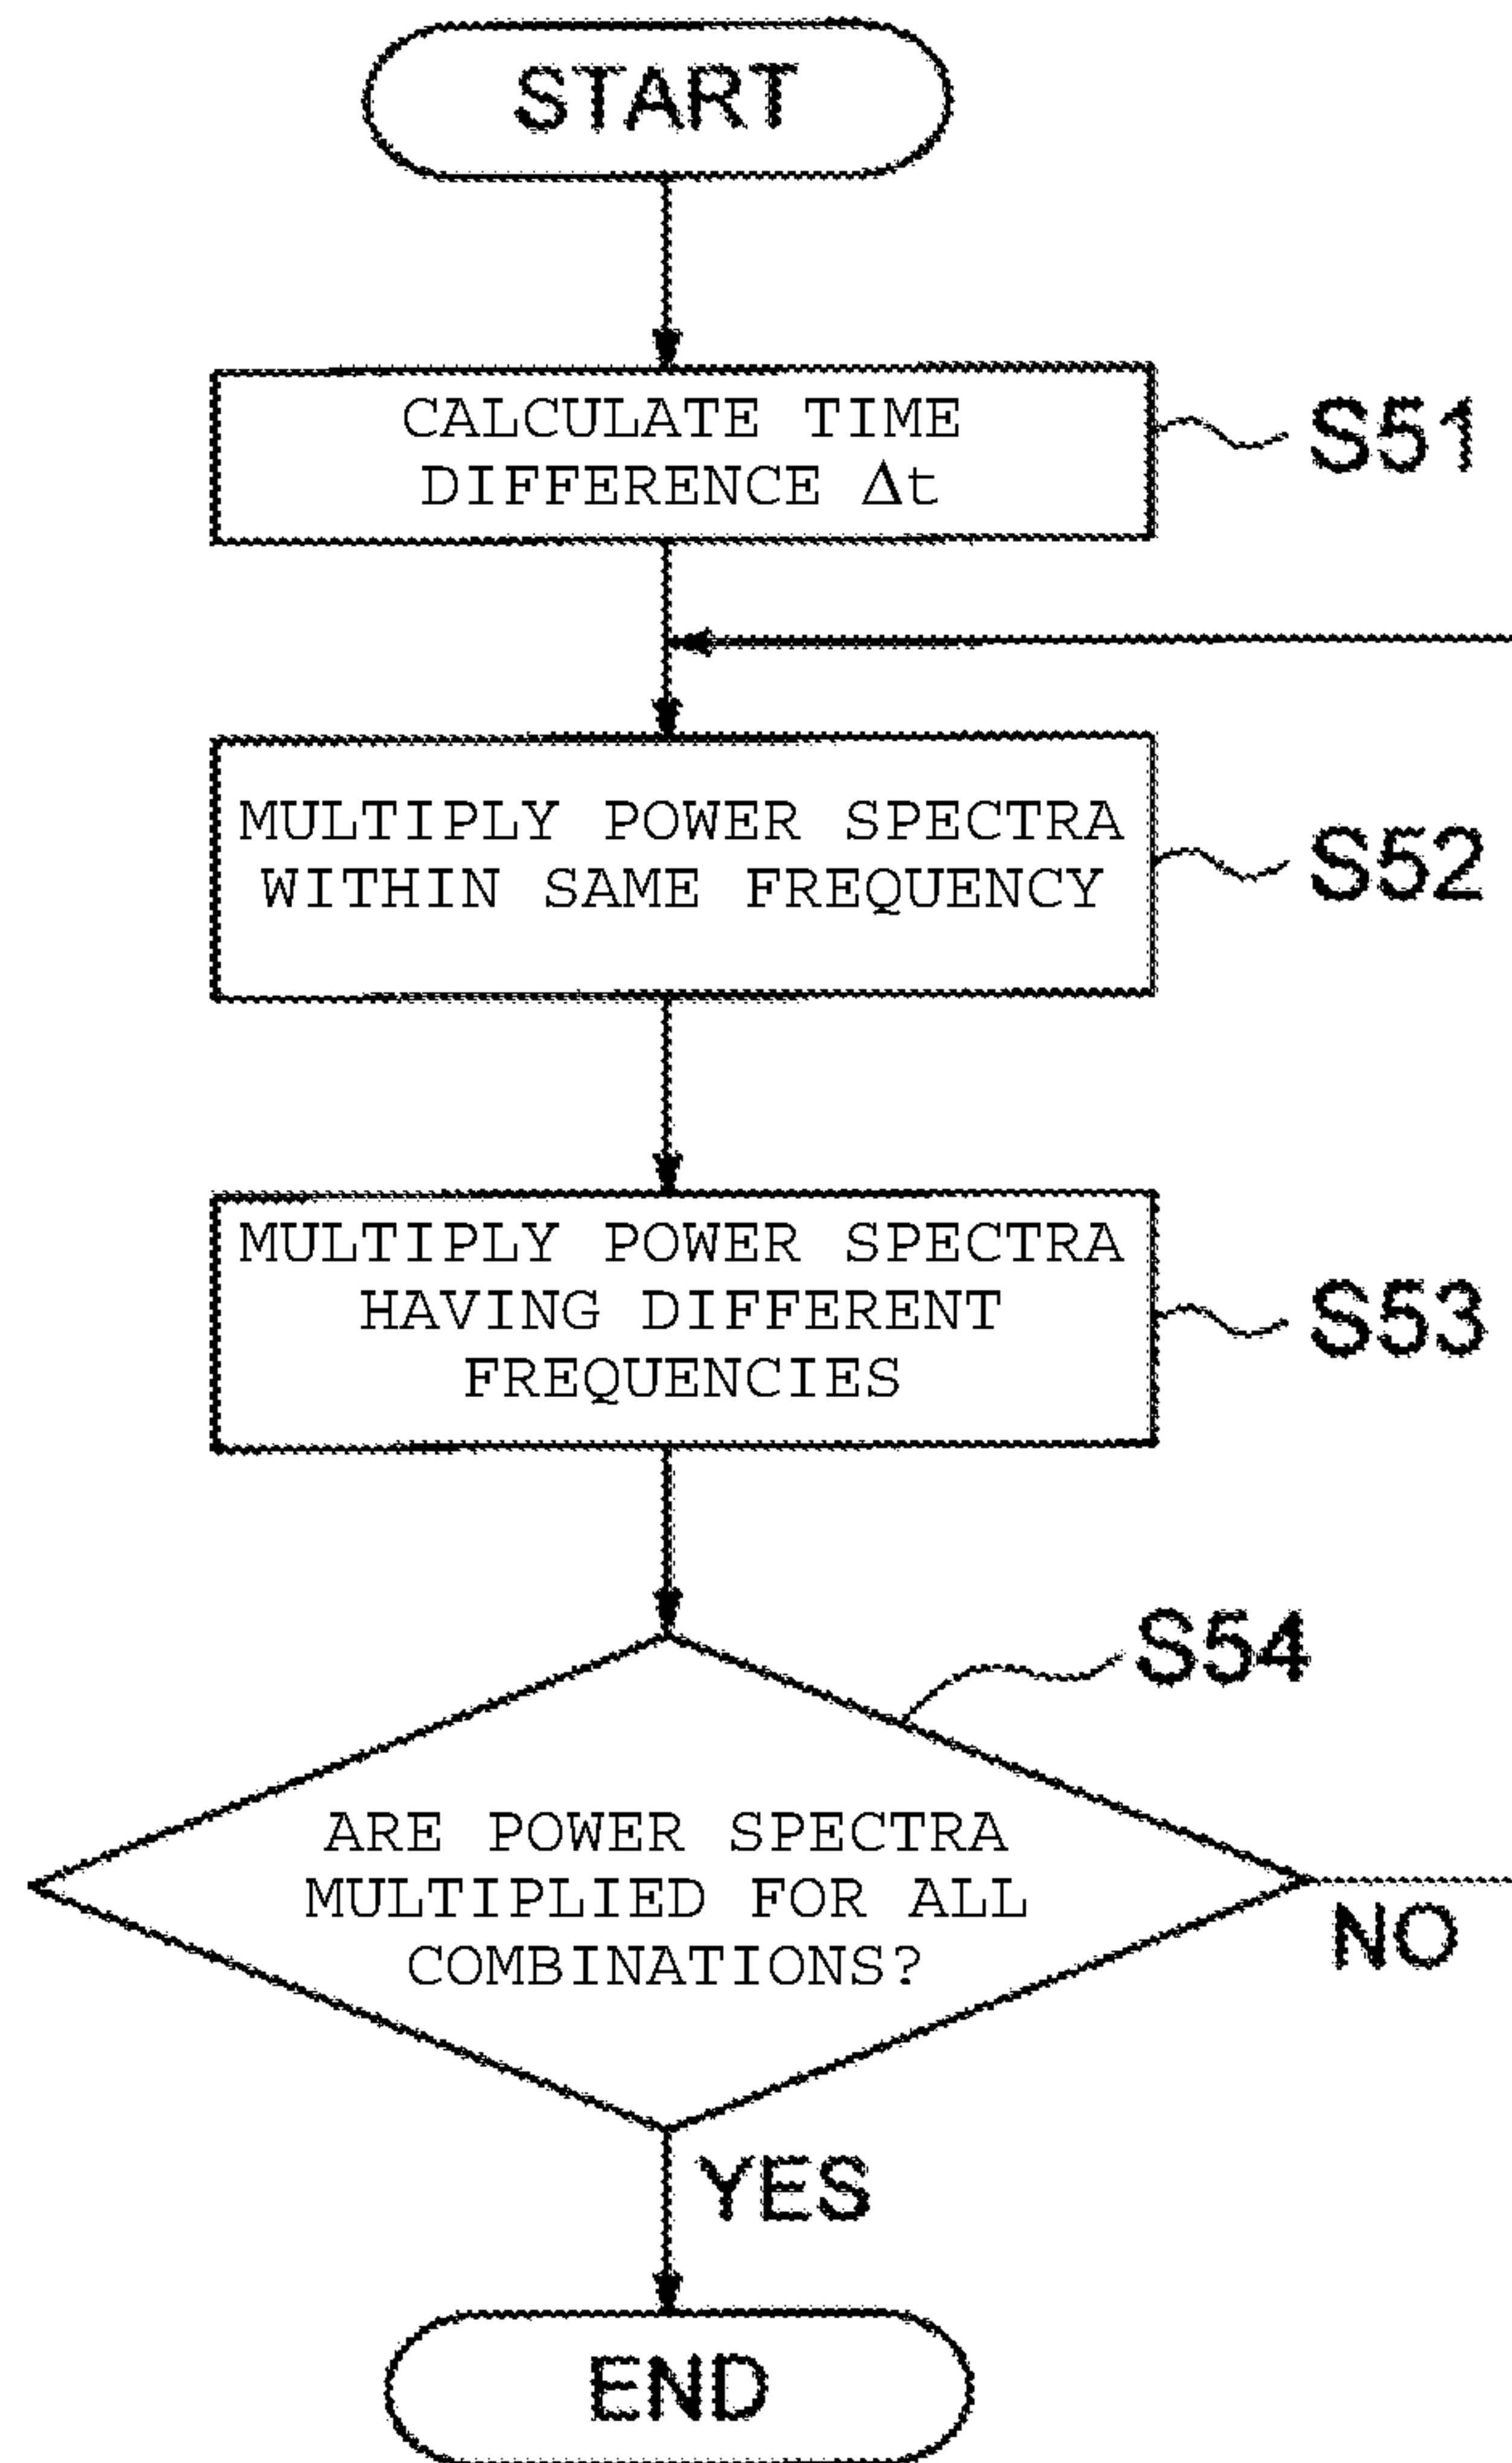 START
CALCULATE TIME
DIFFERENCE Δt
S51
MULTIPLY POWER SPECTRA
WITHIN SAME FREQUENCY
S52
MULTIPLY POWER SPECTRA
HAVING DIFFERENT
FREQUENCIES
S53
S54
ARE POWER SPECTRA
MULTIPLIED FOR ALL
COMBINATIONS?
NO
YES
END